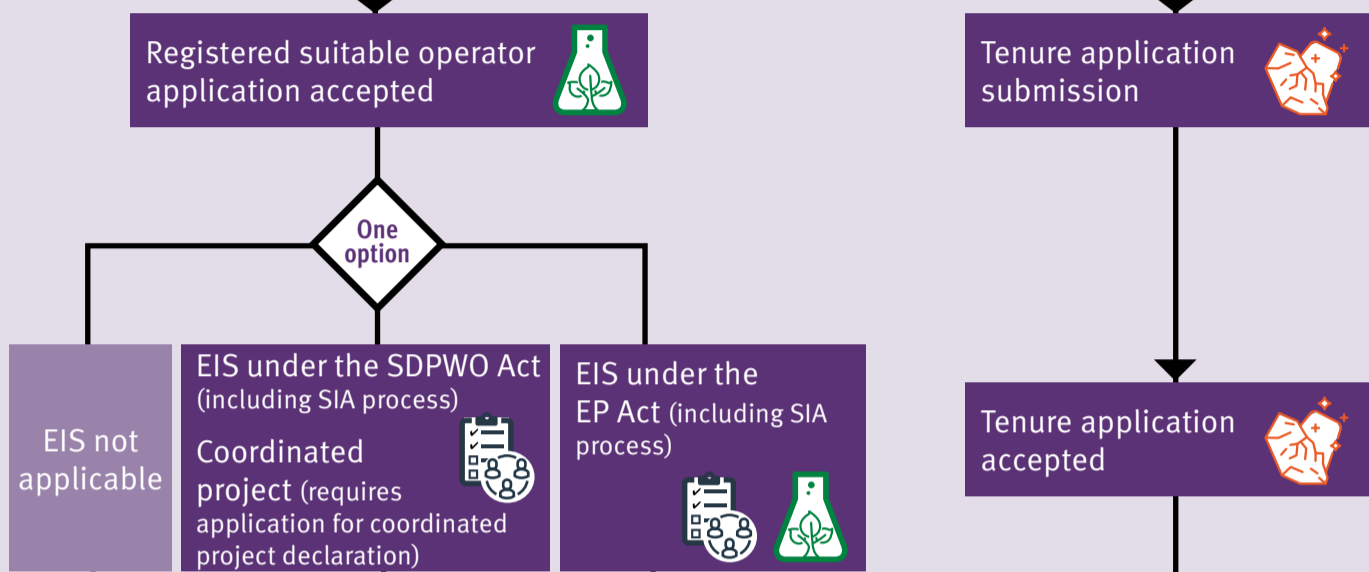 Registered suitable operator
application accepted
Tenure application
submission
One
option
EIS not
applicable
EIS under the SDPWO Act
(including SIA process)
Coordinated
project (requires
application for coordinated
project declaration)
EIS under the
EP Act (including SIA
process)
Tenure application
accepted